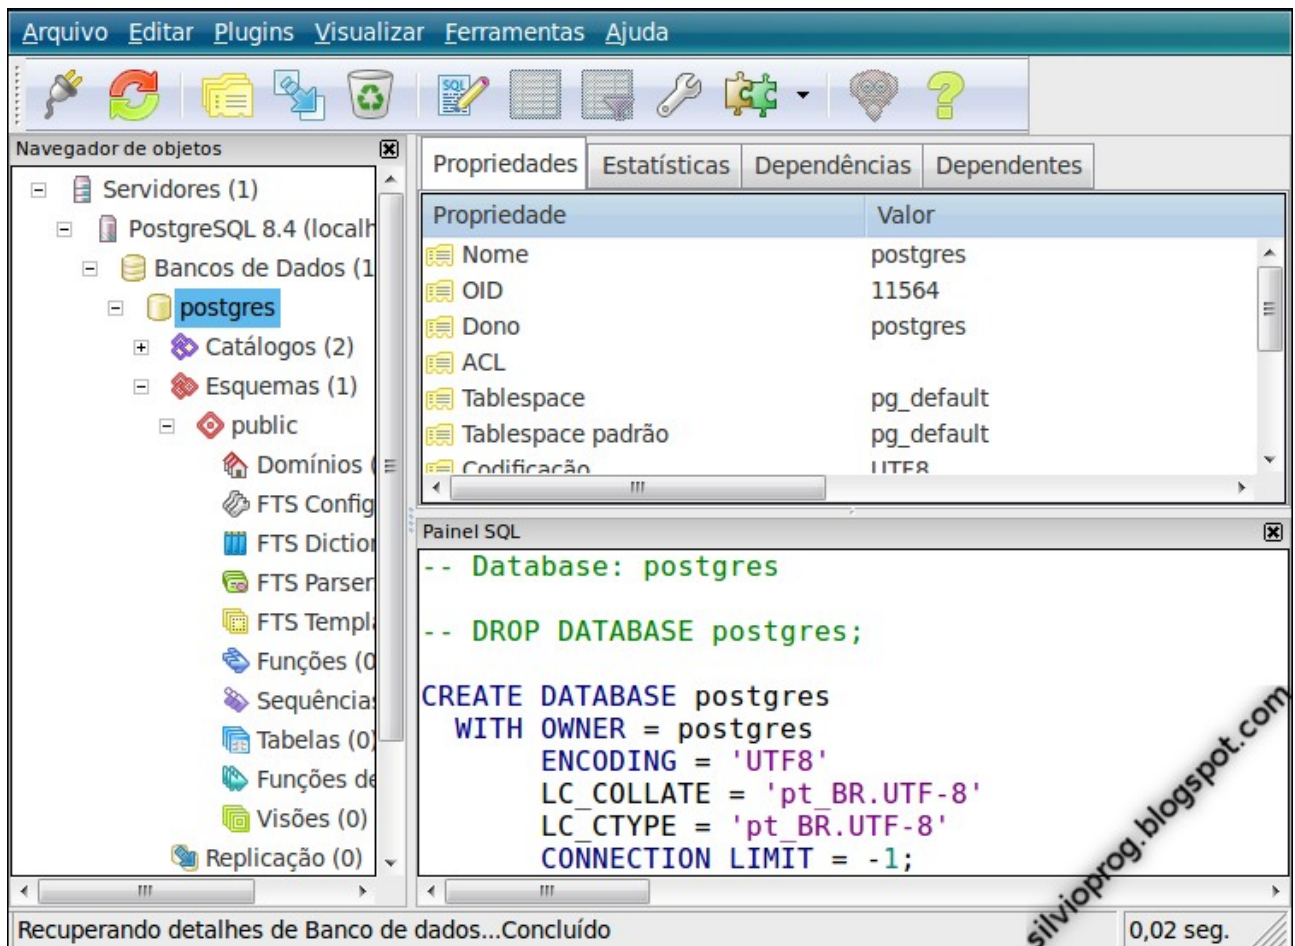 Arquivo Editar Plugins Visualizar Ferramentas Ajuda
SQL
Navegador de objetos
Servidores (1)
PostgreSQL 8.4 (localh
Bancos de Dados (1
postgres
Catálogos (2)
Esquemas (1)
public
Domínios (
FTS Config
FTS Diction
FTS Parser
FTS Templa
Funções (0
Sequências
Tabelas (0)
Funções de
Visões (0)
Replicação (0)
Propriedades Estatísticas Dependências Dependentes
Propriedade Valor
Nome postgres
OID 11564
Dono postgres
ACL
Tablespace pg_default
Tablespace padrão pg_default
Codificação UTF8
Painel SQL
-- Database: postgres
-- DROP DATABASE postgres;
CREATE DATABASE postgres
WITH OWNER = postgres
ENCODING = 'UTF8'
LC_COLLATE = 'pt_BR.UTF-8'
LC_CTYPE = 'pt_BR.UTF-8'
CONNECTION LIMIT = -1;
silvioprog.blogspot.com
Recuperando detalhes de Banco de dados...Concluído 0,02 seg.